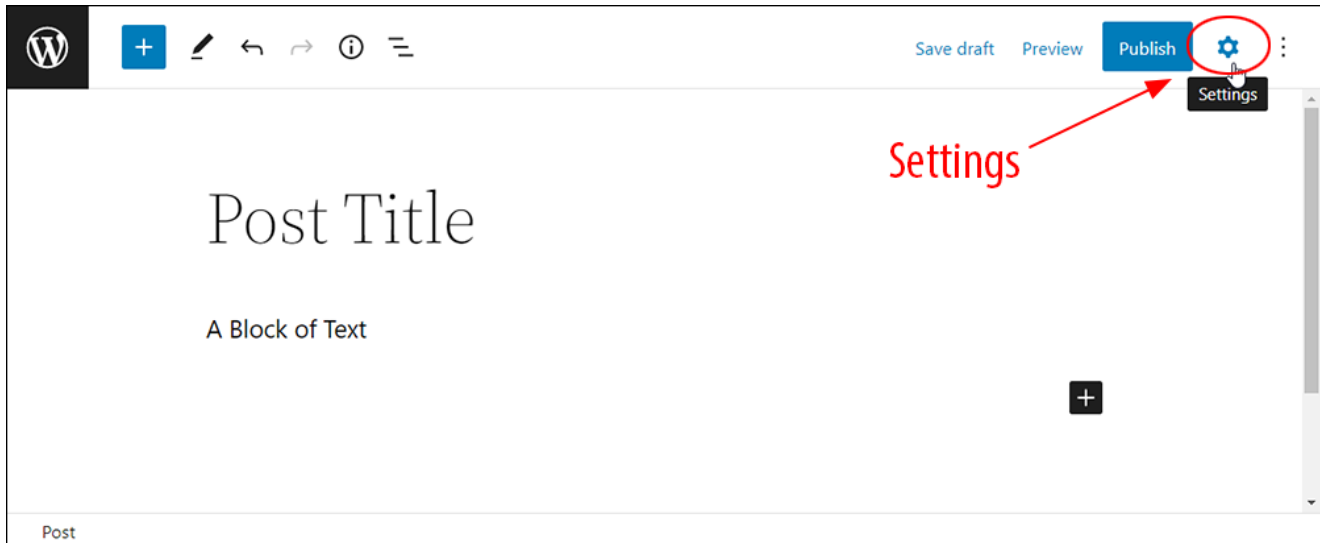 Save draft Preview Publish
Settings
Settings
Post Title
A Block of Text
Post